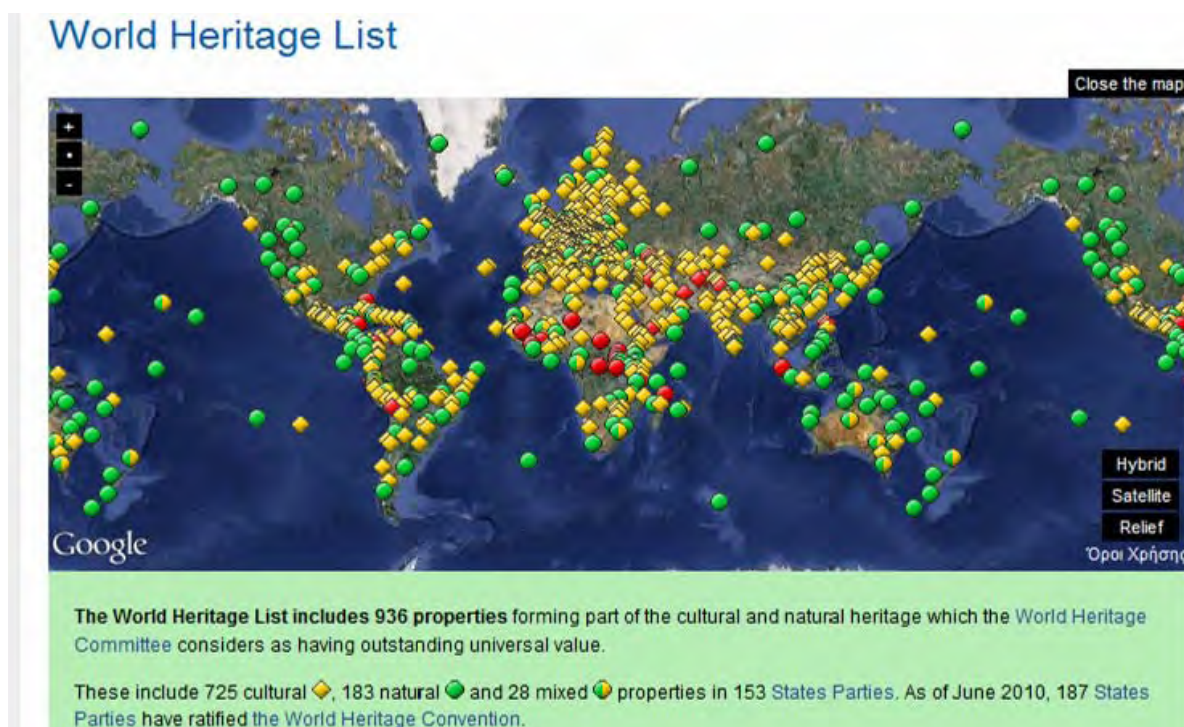 World Heritage List
Close the map
+
•
-
Hybrid
Satellite
Relief
Google
Όροι Χρήσης
The World Heritage List includes 936 properties forming part of the cultural and natural heritage which the World Heritage
Committee considers as having outstanding universal value.
These include 725 cultural , 183 natural and 28 mixed properties in 153 States Parties. As of June 2010, 187 States
Parties have ratified the World Heritage Convention.